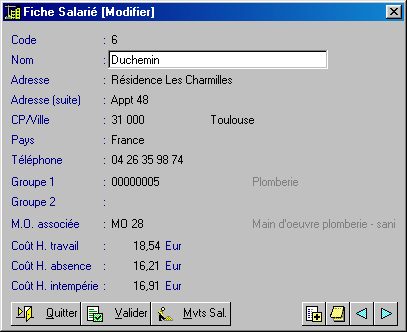 Fiche Salarié [Modifier]
Code : 6
Nom : Duchemin
Adresse : Résidence Les Charmilles
Adresse (suite) : Appt 48
CP/Ville : 31 000 Toulouse
Pays : France
Téléphone : 04 26 35 98 74
Groupe 1 : 00000005 Plomberie
Groupe 2 :
M.O. associée : MO 28 Main d'oeuvre plomberie - sani
Coût H. travail : 18,54 Eur
Coût H. absence : 16,21 Eur
Coût H. intempérie : 16,91 Eur
Quitter Valider Mvts Sal.